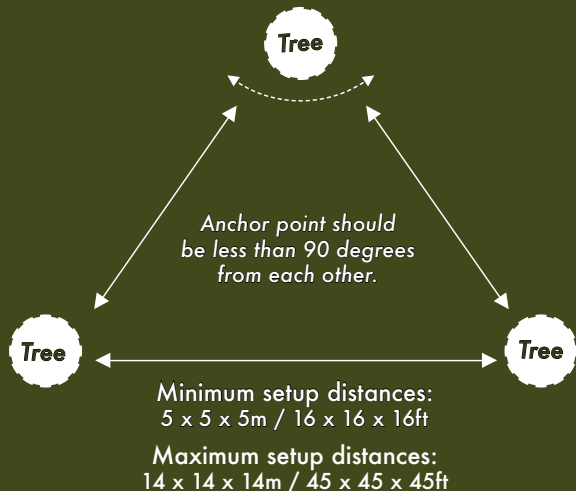 Tree
Anchor point should
be less than 90 degrees
from each other.
Tree
Tree
Minimum setup distances:
5 x 5 x 5m / 16 x 16 x 16ft
Maximum setup distances:
14 x 14 x 14m / 45 x 45 x 45ft